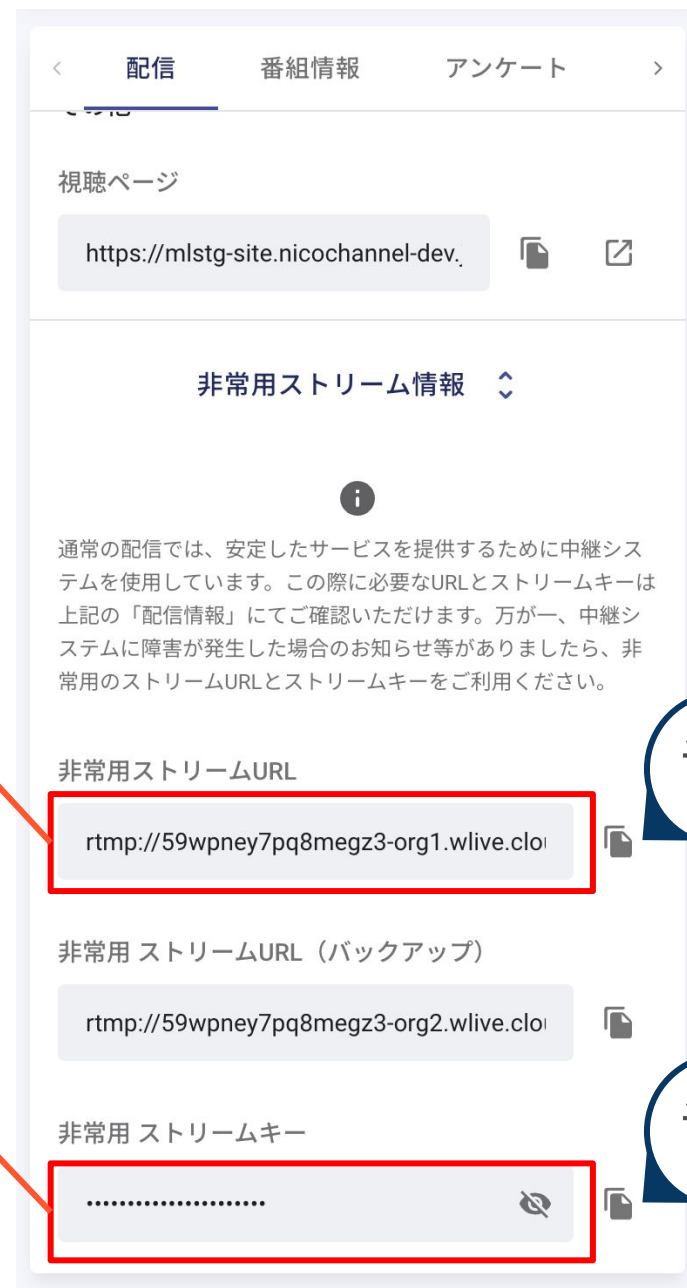 配信 番組情報 アンケート
その他
視聴ページ
https://mlstg-site.nicochannel-dev.
非常用ストリーム情報
通常の配信では、安定したサービスを提供するために中継シス
テムを使用しています。この際に必要なURLとストリームキーは
上記の「配信情報」にてご確認いただけます。万が一、中継シ
ステムに障害が発生した場合のお知らせ等がありましたら、非
常用のストリームURLとストリームキーをご利用ください。
非常用ストリームURL
rtmp://59wpney7pq8megz3-org1.wlive.clo
非常用 ストリームURL（バックアップ）
rtmp://59wpney7pq8megz3-org2.wlive.clo
非常用 ストリームキー
••••••••••••••••••••••